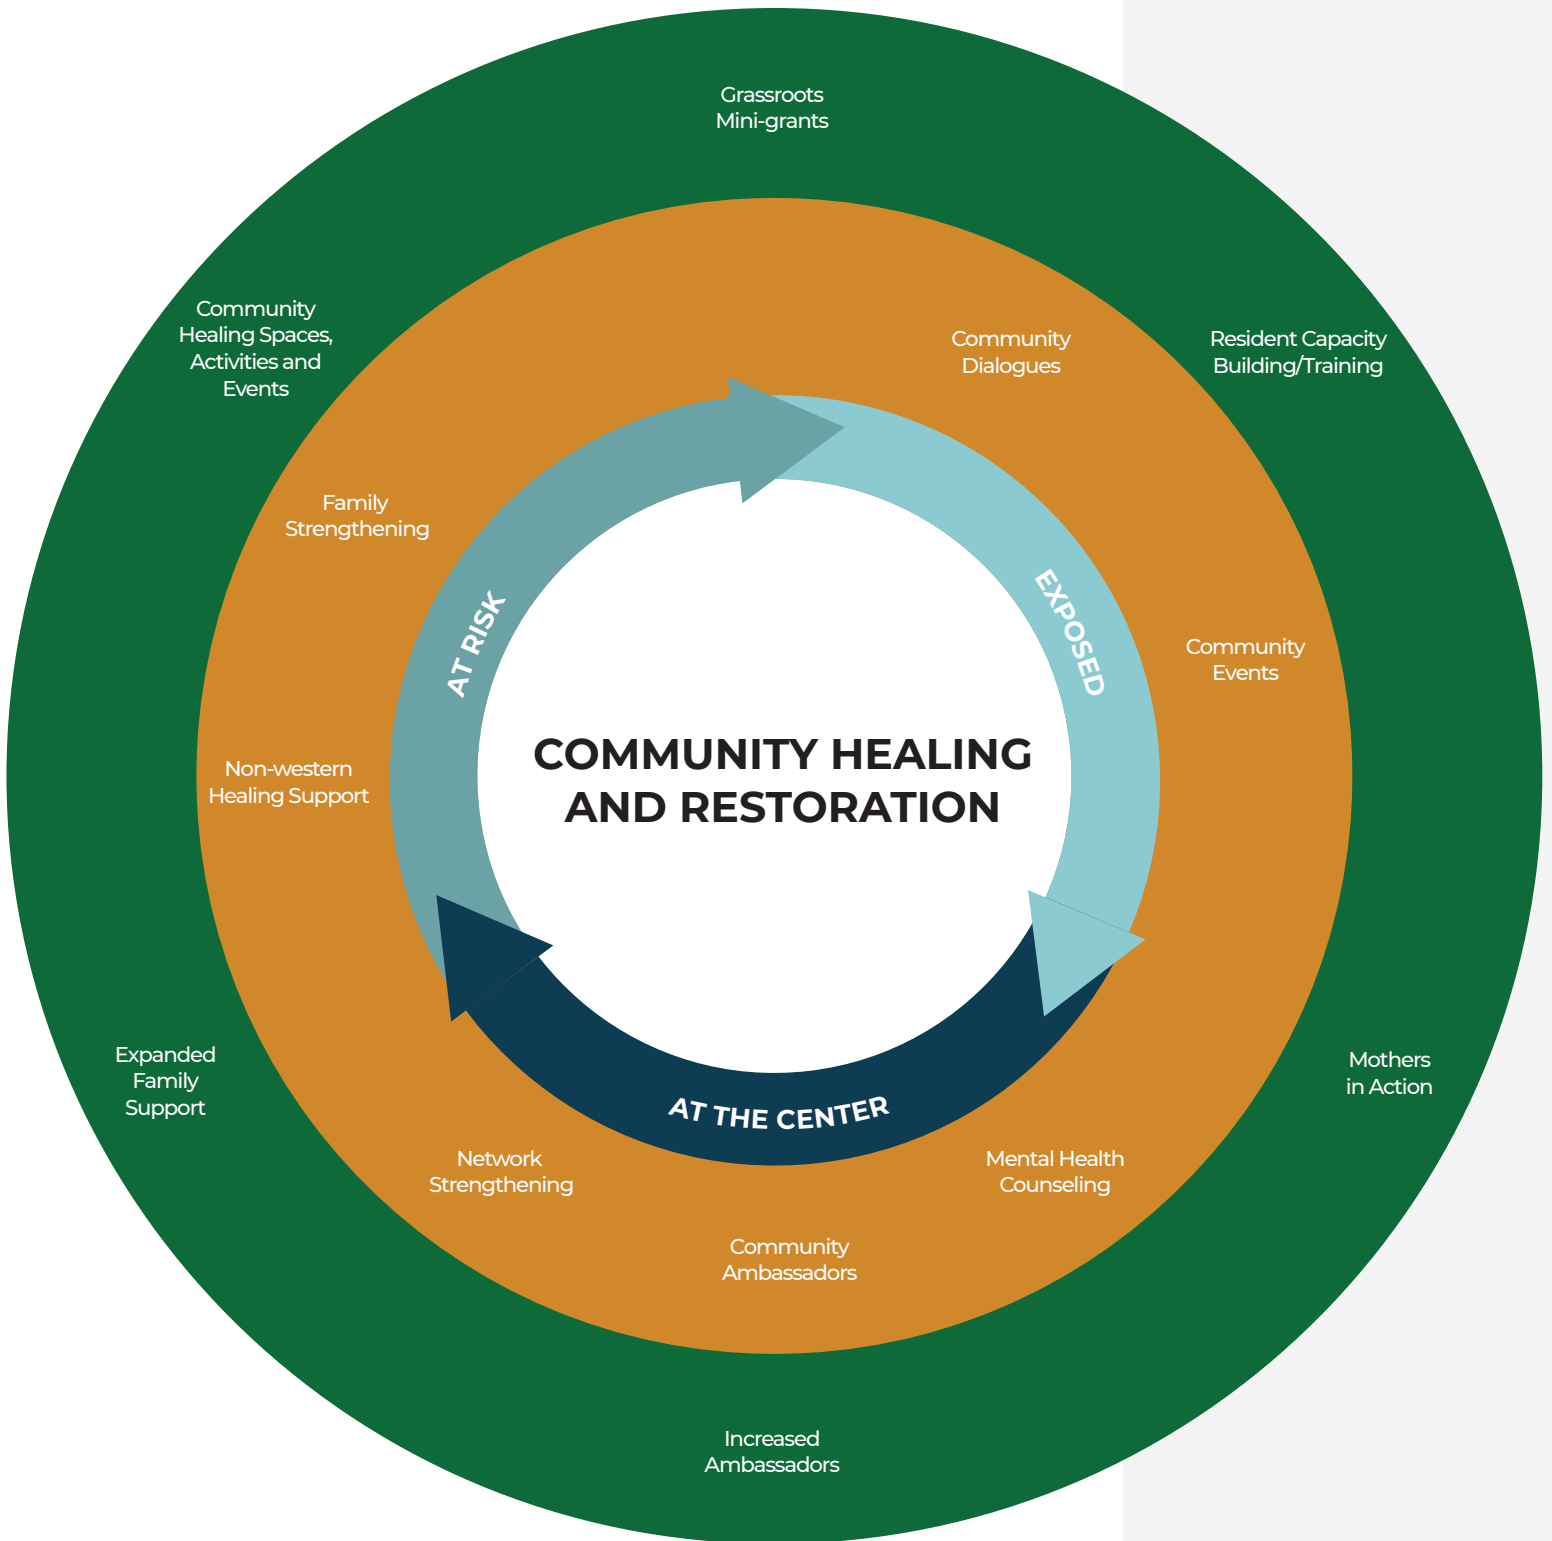 Grassroots
Mini-grants
Community
Healing Spaces,
Activities and
Events
Community
Dialogues
Resident Capacity
Building/Training
Family
Strengthening
AT RISK
EXPOSED
Community
Events
COMMUNITY HEALING
AND RESTORATION
Non-western
Healing Support
Expanded
Family
Support
Mothers
in Action
AT THE CENTER
Network
Strengthening
Mental Health
Counseling
Community
Ambassadors
Increased
Ambassadors